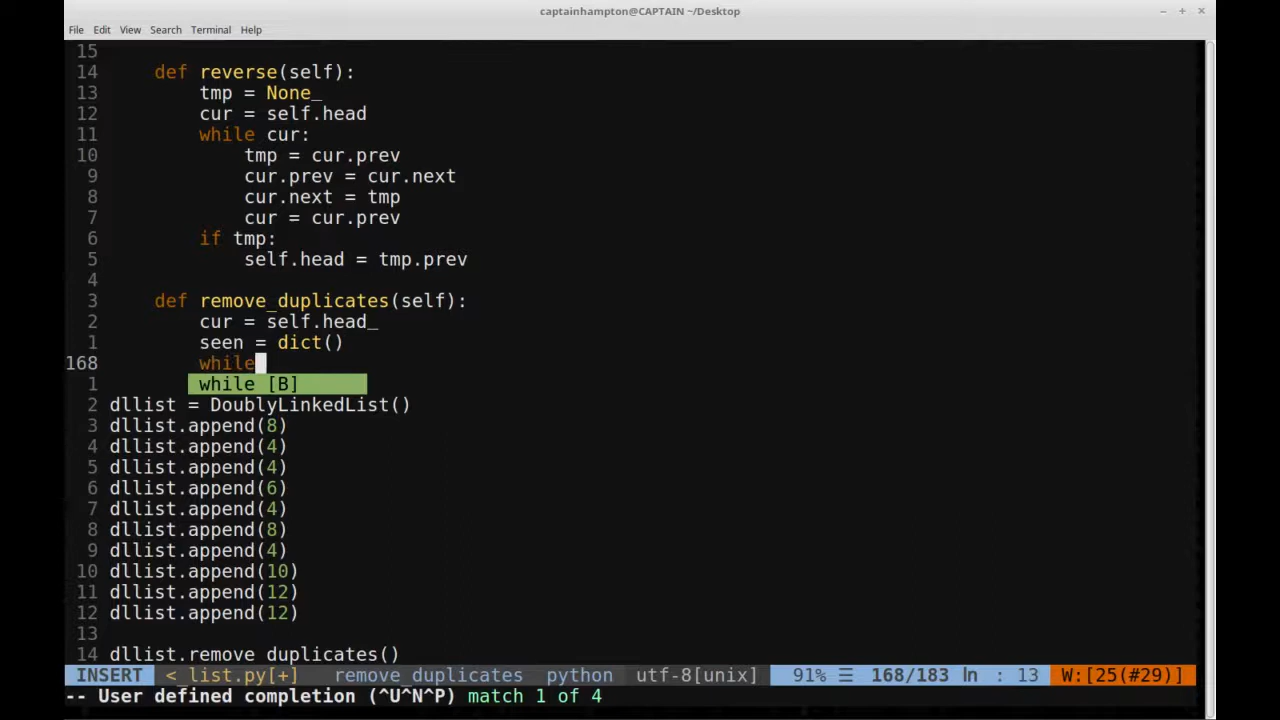 captainhampton@CAPTAIN ~/Desktop
File Edit View Search Terminal Help
15
14 def reverse(self):
13 tmp = None_
12 cur = self.head
11 while cur:
10 tmp = cur.prev
9 cur.prev = cur.next
8 cur.next = tmp
7 cur = cur.prev
6 if tmp:
5 self.head = tmp.prev
4
3 def remove_duplicates(self):
2 cur = self.head_
1 seen = dict()
168 while
1 while [B]
2 dllist = DoublyLinkedList()
3 dllist.append(8)
4 dllist.append(4)
5 dllist.append(4)
6 dllist.append(6)
7 dllist.append(4)
8 dllist.append(8)
9 dllist.append(4)
10 dllist.append(10)
11 dllist.append(12)
12 dllist.append(12)
13
14 dllist.remove duplicates()
INSERT < list.py[+] remove_duplicates python utf-8[unix] 91% ☰ 168/183 ln : 13 W:[25(#29)]
-- User defined completion (^U^N^P) match 1 of 4